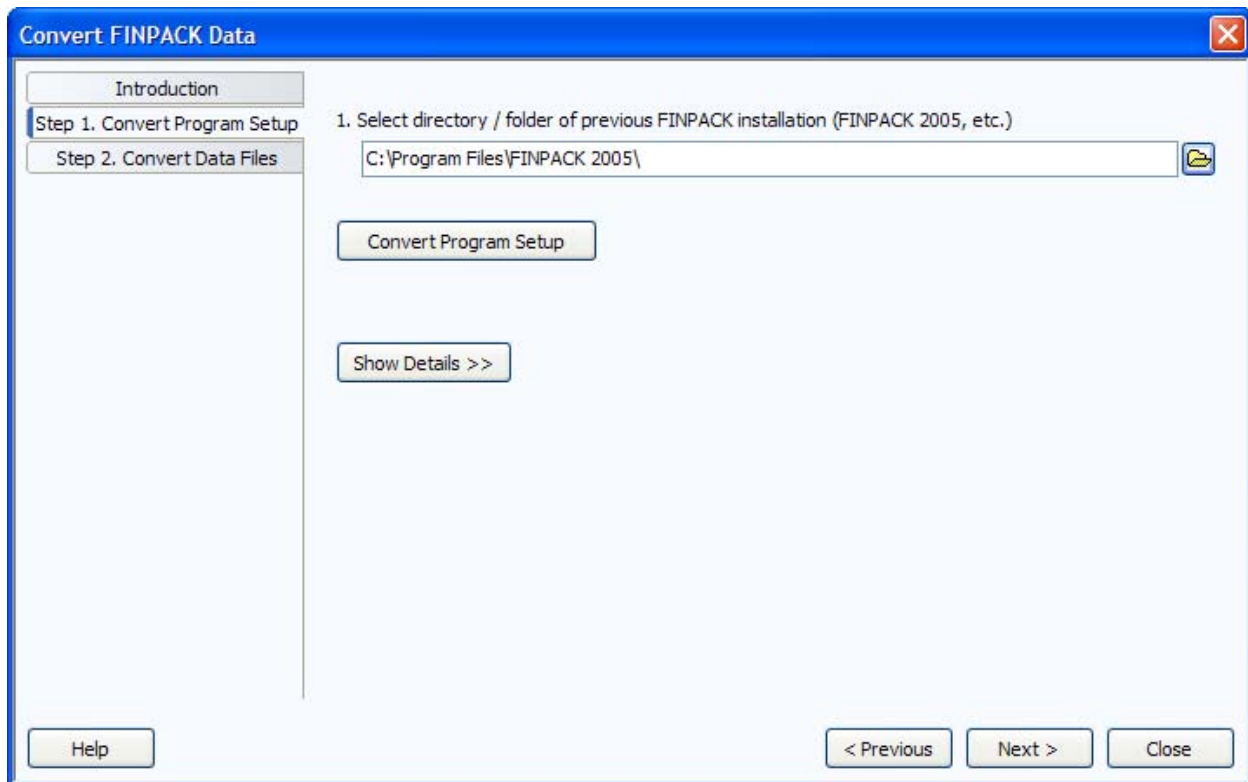 Convert FINPACK Data
Introduction
Step 1. Convert Program Setup
Step 2. Convert Data Files
1. Select directory / folder of previous FINPACK installation (FINPACK 2005, etc.)
C:\Program Files\FINPACK 2005\
Convert Program Setup
Show Details >>
Help
< Previous
Next >
Close